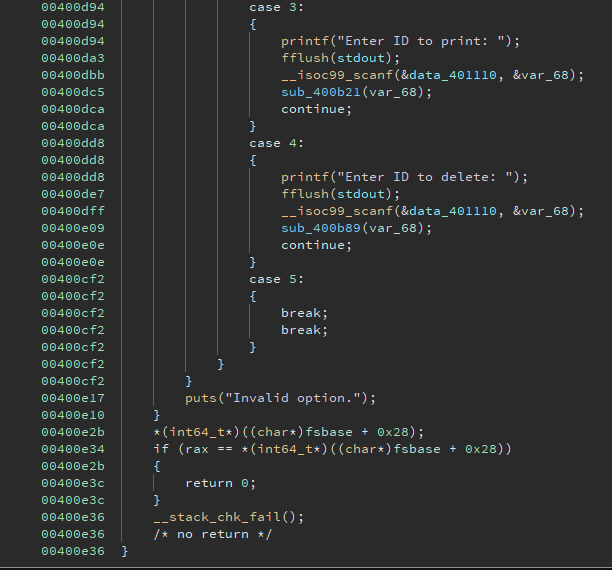 00400d94 case 3:
00400d94 {
00400d94 printf("Enter ID to print: ");
00400da3 fflush(stdout);
00400dbb __isoc99_scanf(&data_401110, &var_68);
00400dc5 sub_400b21(var_68);
00400dca continue;
00400dca }
00400dd8 case 4:
00400dd8 {
00400dd8 printf("Enter ID to delete: ");
00400de7 fflush(stdout);
00400dff __isoc99_scanf(&data_401110, &var_68);
00400e09 sub_400b89(var_68);
00400e0e continue;
00400e0e }
00400cf2 case 5:
00400cf2 {
00400cf2 break;
00400cf2 break;
00400cf2 }
00400cf2 }
00400cf2 }
00400e17 puts("Invalid option.");
00400e10 }
00400e2b *(int64_t*)((char*)fsbase + 0x28);
00400e34 if (rax == *(int64_t*)((char*)fsbase + 0x28))
00400e2b {
00400e3c return 0;
00400e3c }
00400e36 __stack_chk_fail();
00400e36 /* no return */
00400e36 }